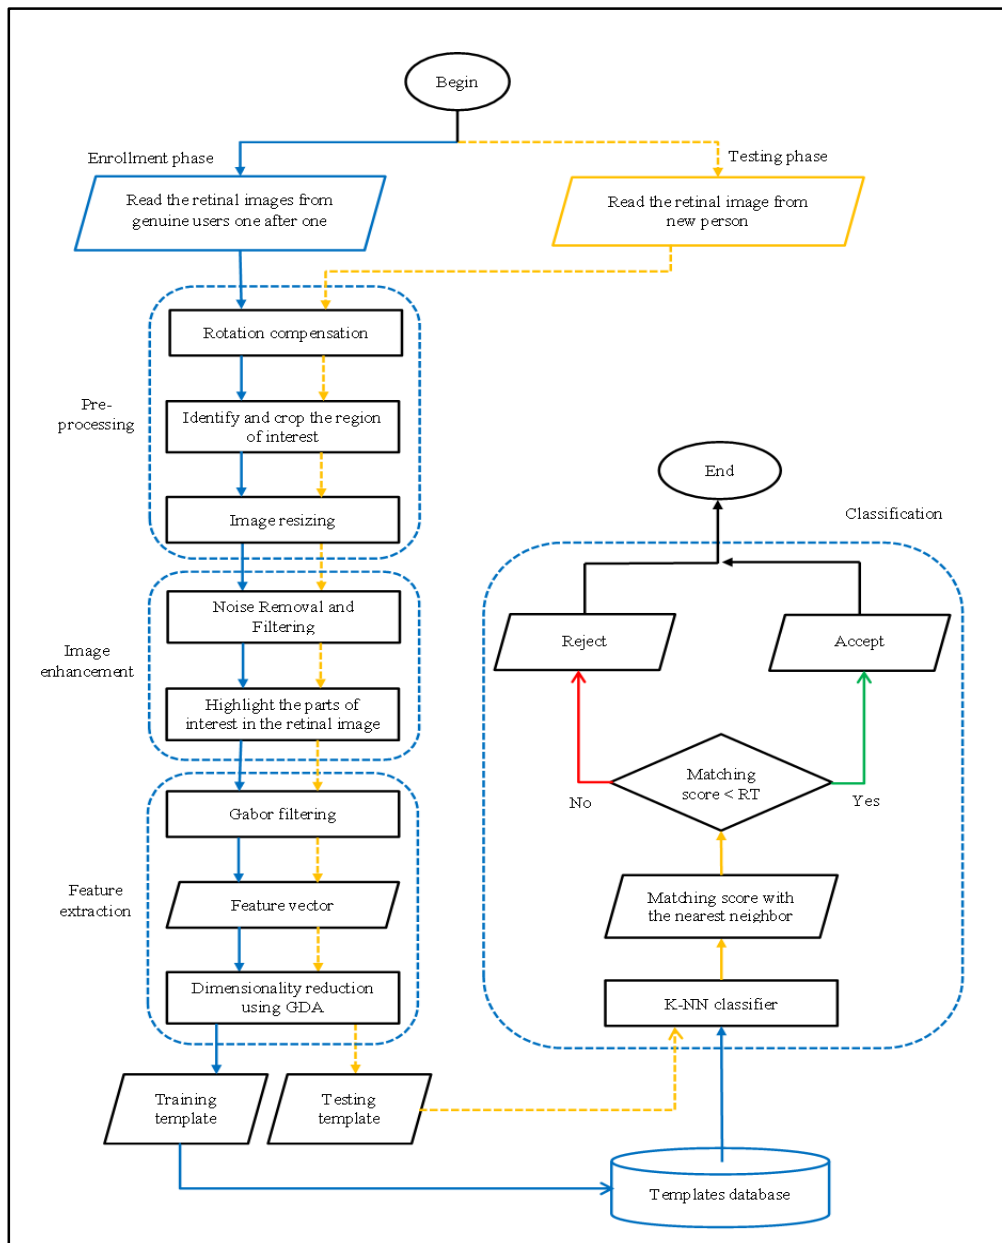 Begin
Enrollment phase
Testing phase
Read the retinal images from
genuine users one after one
Read the retinal image from
new person
Rotation compensation
Pre-
processing
Identify and crop the region
of interest
Image resizing
End
Classification
Noise Removal and
Filtering
Image
enhancement
Highlight the parts of
interest in the retinal image
Reject
Accept
Matching
score < RT
No
Yes
Gabor filtering
Feature
extraction
Feature vector
Matching score with
the nearest neighbor
Dimensionality reduction
using GDA
K-NN classifier
Training
template
Testing
template
Templates database